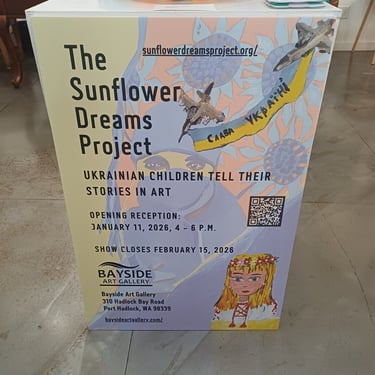 The
Sunflower
Dreams
Project
sunflowerdreamsproject.org/
Слава Україні
UKRAINIAN CHILDREN TELL THEIR
STORIES IN ART
OPENING RECEPTION:
JANUARY 11, 2026, 4 - 6 P.M.
SHOW CLOSES FEBRUARY 15, 2026
BAYSIDE
ART GALLERY
Bayside Art Gallery
310 Hadlock Bay Road
Port Hadlock, WA 98339
baysideartgallery.com/